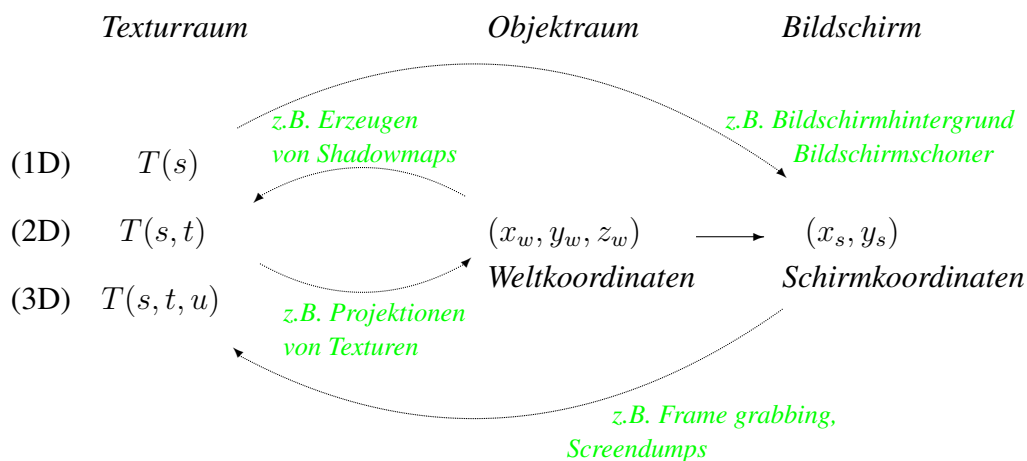 Texturraum Objektraum Bildschirm
z.B. Erzeugen
von Shadowmaps
z.B. Bildschirmhintergrund
Bildschirmschoner
(1D) T(s)
(2D) T(s, t) (x_w, y_w, z_w) (x_s, y_s)
Weltkoordinaten Schirmkoordinaten
(3D) T(s, t, u)
z.B. Projektionen
von Texturen
z.B. Frame grabbing,
Screendumps